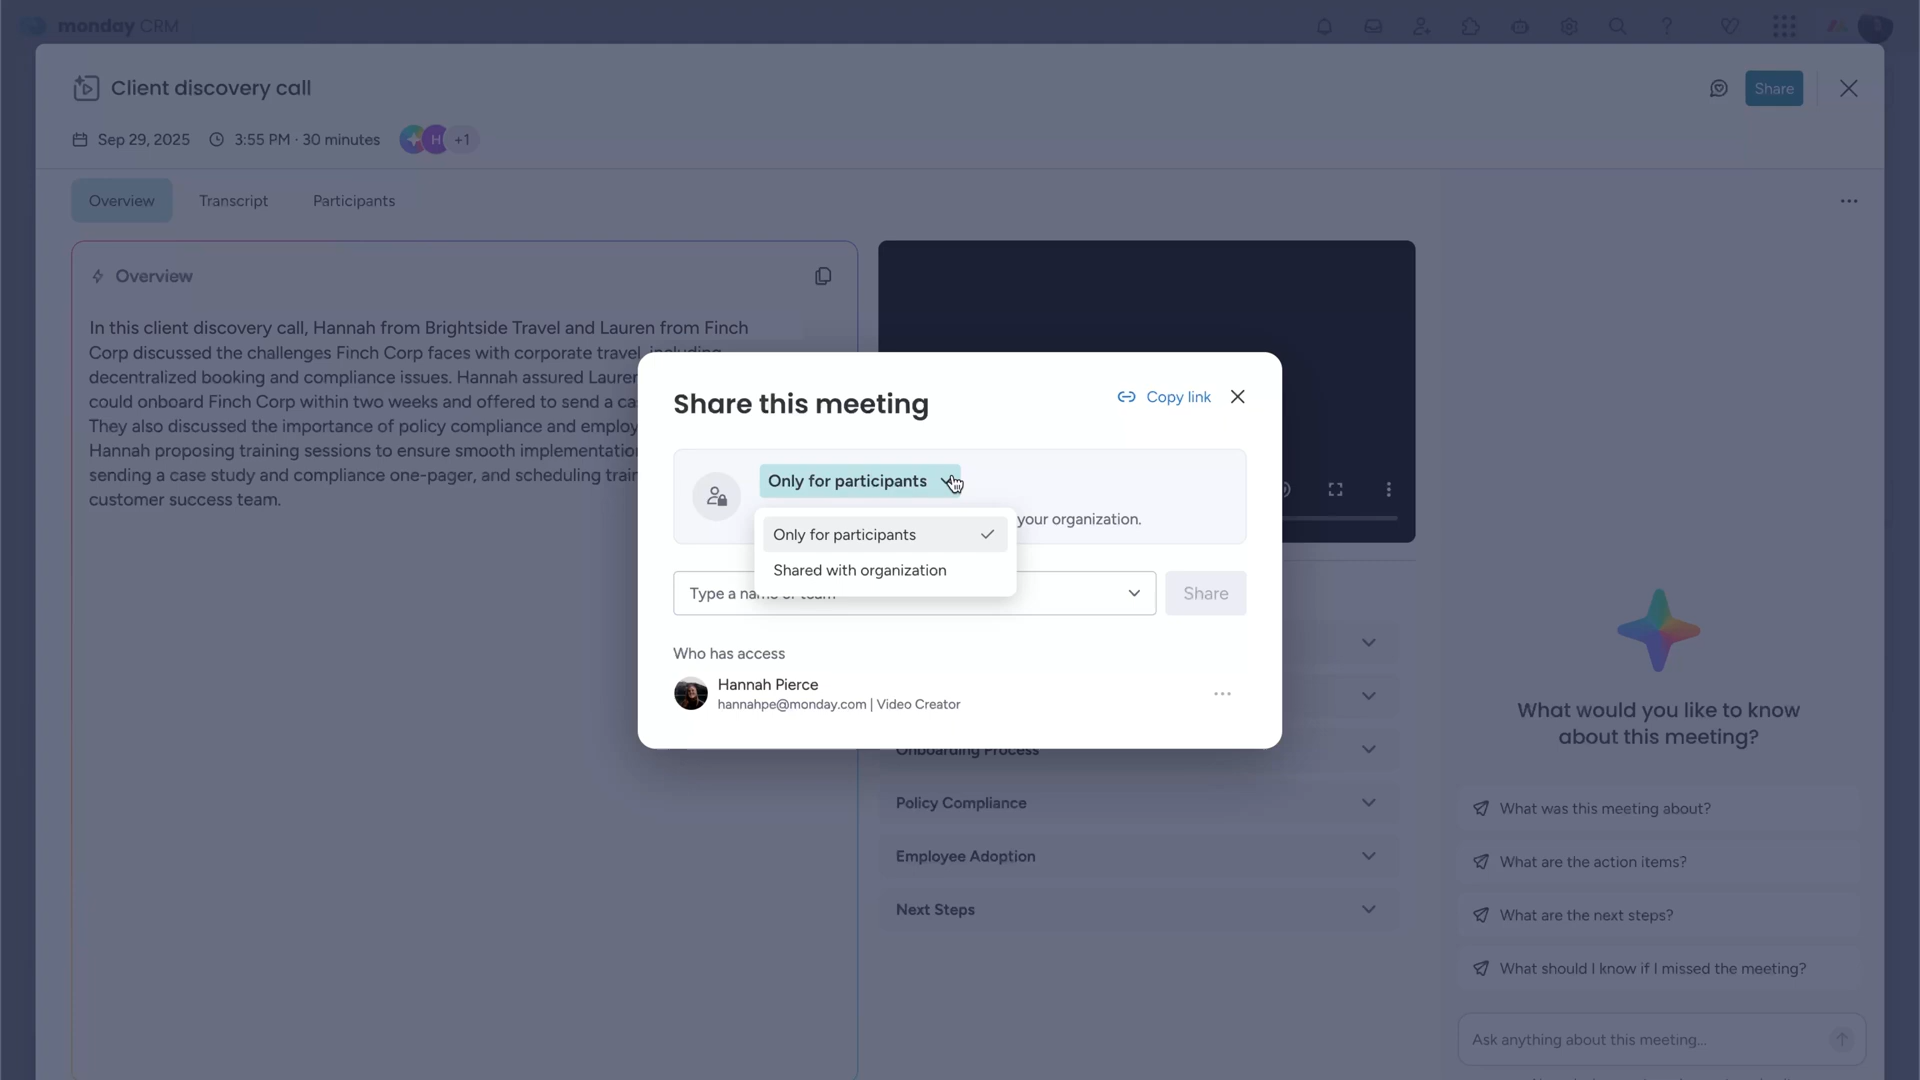 monday CRM
Client discovery call
Share
Sep 29, 2025
3:55 PM · 30 minutes
H
+1
Overview
Transcript
Participants
Overview
In this client discovery call, Hannah from Brightside Travel and Lauren from Finch
Corp discussed the challenges Finch Corp faces with corporate travel, including
decentralized booking and compliance issues. Hannah assured Lauren
could onboard Finch Corp within two weeks and offered to send a
They also discussed the importance of policy compliance and
Hannah proposing training sessions to ensure smooth
sending a case study and compliance one-pager, and scheduling
customer success team.
Share this meeting
Copy link
Only for participants
your organization.
Only for participants
Shared with organization
Type a name or team
Share
Who has access
Hannah Pierce
hannahpe@monday.com | Video Creator
Onboarding Process
Policy Compliance
Employee Adoption
Next Steps
What would you like to know
about this meeting?
What was this meeting about?
What are the action items?
What are the next steps?
What should I know if I missed the meeting?
Ask anything about this meeting...